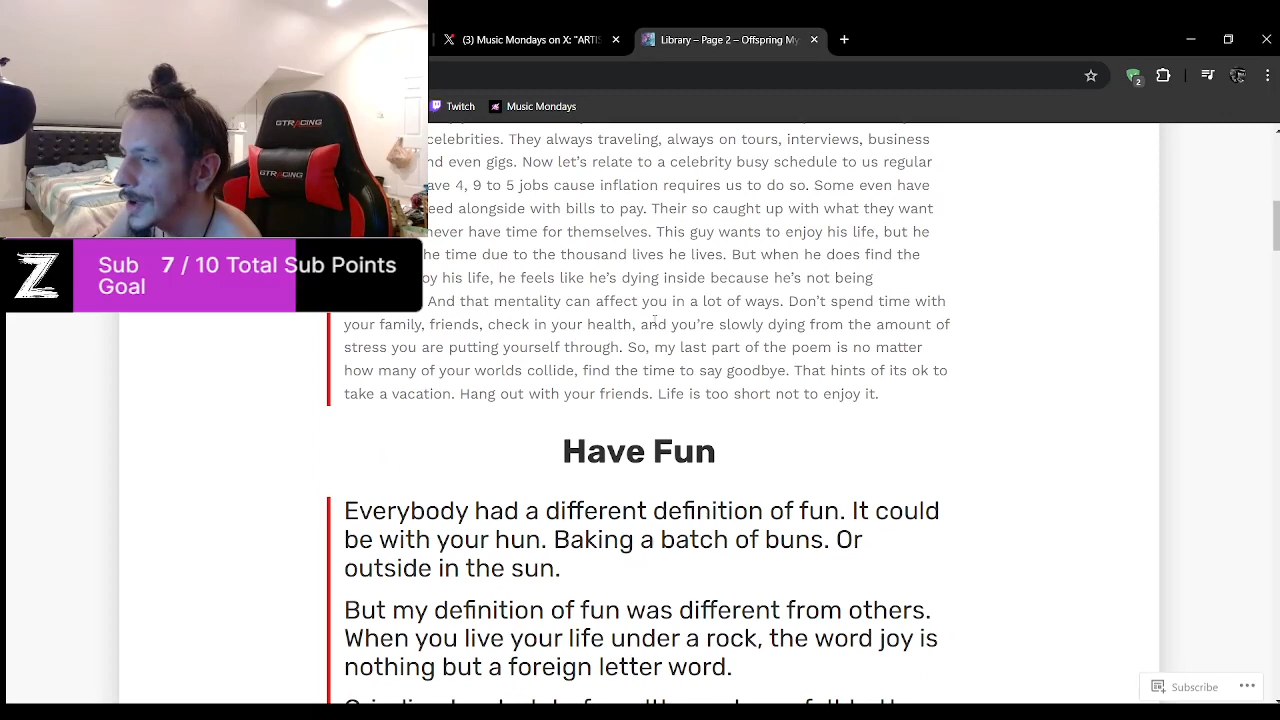 (3) Music Mondays on X: "ARTIS
Library – Page 2 – Offspring My
2
Twitch
Music Mondays
celebrities. They always traveling, always on tours, interviews, business
nd even gigs. Now let's relate to a celebrity busy schedule to us regular
ave 4, 9 to 5 jobs cause inflation requires us to do so. Some even have
eed alongside with bills to pay. Their so caught up with what they want
never have time for themselves. This guy wants to enjoy his life, but he
he time due to the thousand lives he lives. But when he does find the
oy his life, he feels like he's dying inside because he's not being
And that mentality can affect you in a lot of ways. Don't spend time with
your family, friends, check in your health, and you're slowly dying from the amount of
stress you are putting yourself through. So, my last part of the poem is no matter
how many of your worlds collide, find the time to say goodbye. That hints of its ok to
take a vacation. Hang out with your friends. Life is too short not to enjoy it.
Have Fun
Everybody had a different definition of fun. It could
be with your hun. Baking a batch of buns. Or
outside in the sun.
But my definition of fun was different from others.
When you live your life under a rock, the word joy is
nothing but a foreign letter word.
GTRACING
GTRACING
Z
Sub Goal
7 / 10 Total Sub Points
Subscribe